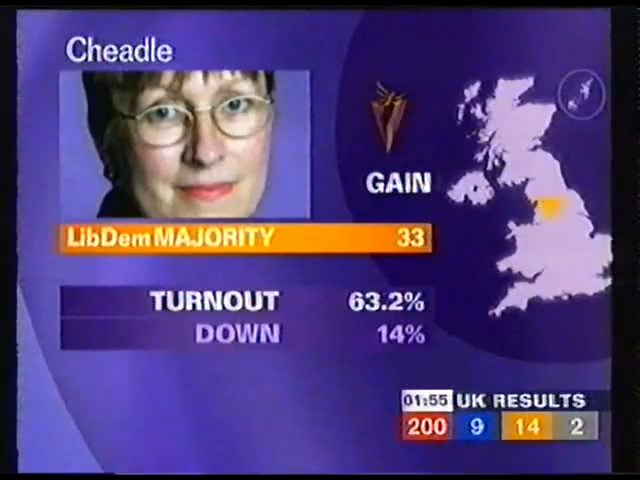 Cheadle
GAIN
LibDem MAJORITY 33
TURNOUT 63.2%
DOWN 14%
01:55 UK RESULTS
200 9 14 2